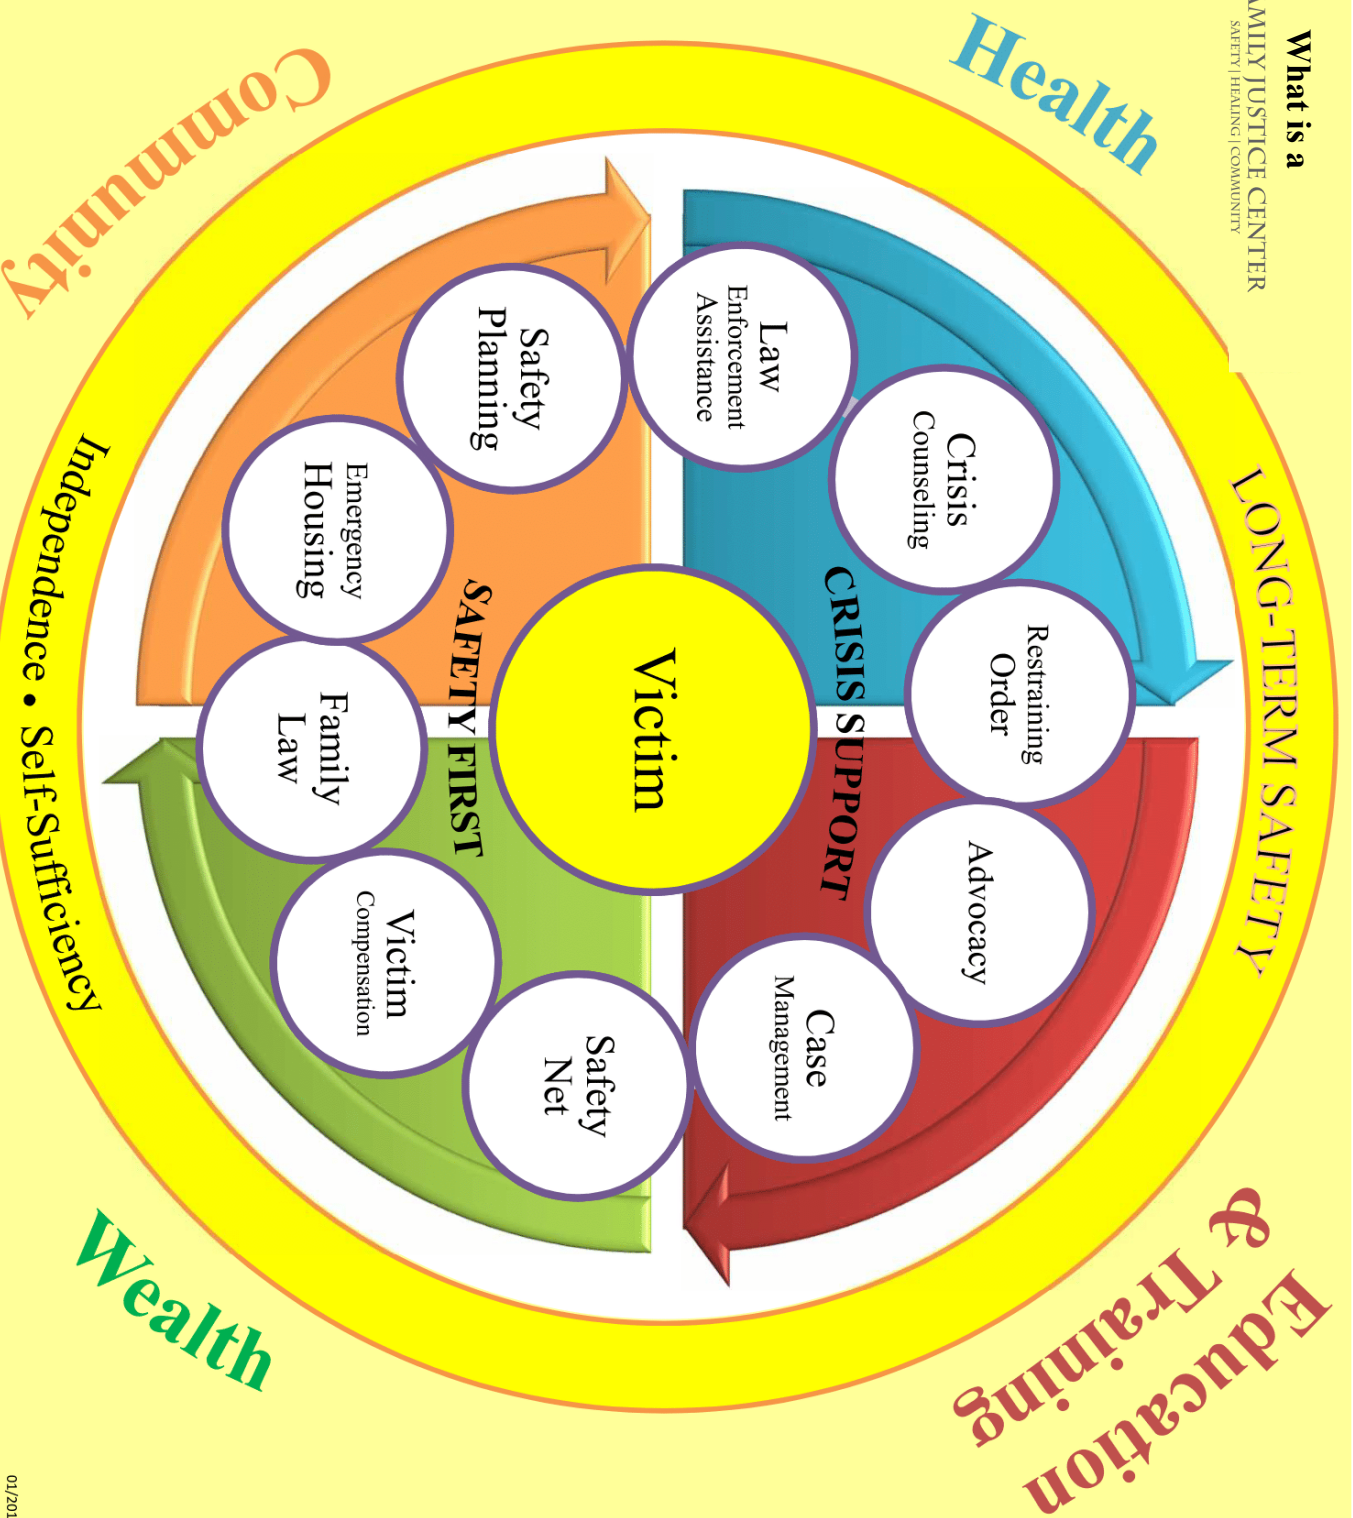 What is a
AMILY JUSTICE CENTER
SAFETY | HEALING | COMMUNITY
LONG-TERM SAFETY
Health
Education
& Training
Community
Wealth
CRISIS SUPPORT
Victim
SAFETY FIRST
Law
Enforcement
Assistance
Crisis
Counseling
Restraining
Order
Advocacy
Case
Management
Safety
Net
Victim
Compensation
Family
Law
Emergency
Housing
Safety
Planning
Independence • Self-Sufficiency
01/201